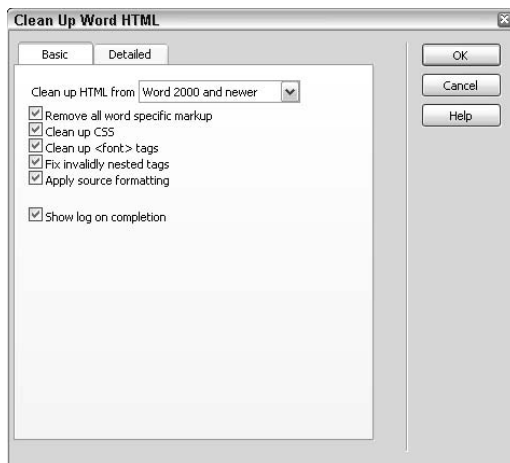 Clean Up Word HTML
Basic Detailed
OK
Clean up HTML from Word 2000 and newer
Cancel
Remove all word specific markup
Help
Clean up CSS
Clean up <font> tags
Fix invalidly nested tags
Apply source formatting
Show log on completion